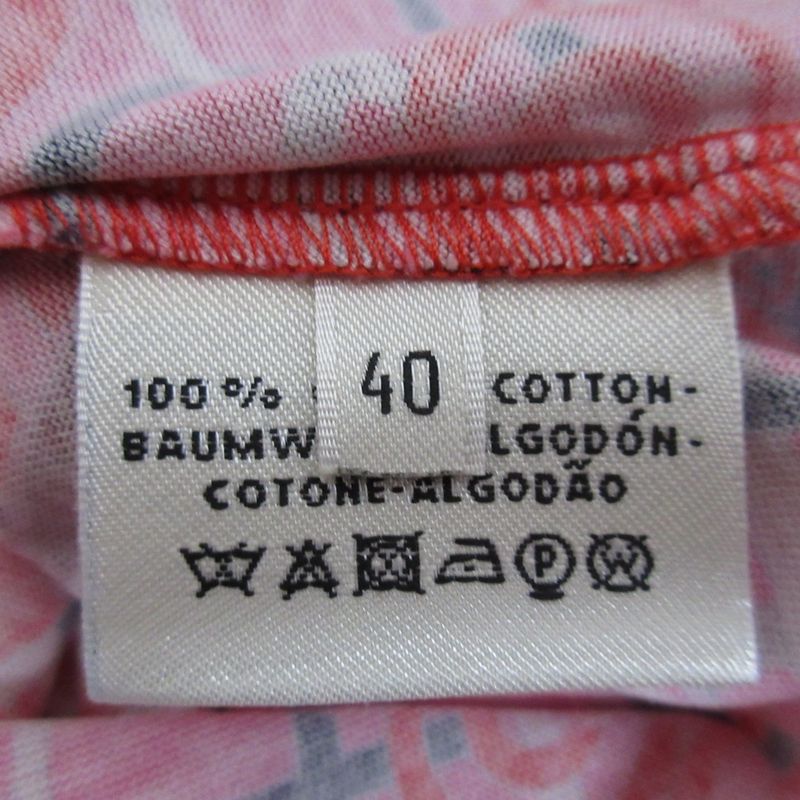 100 %
40
COTTON-
BAUMW
LGODÓN-
COTONE-ALGODÃO
P
W